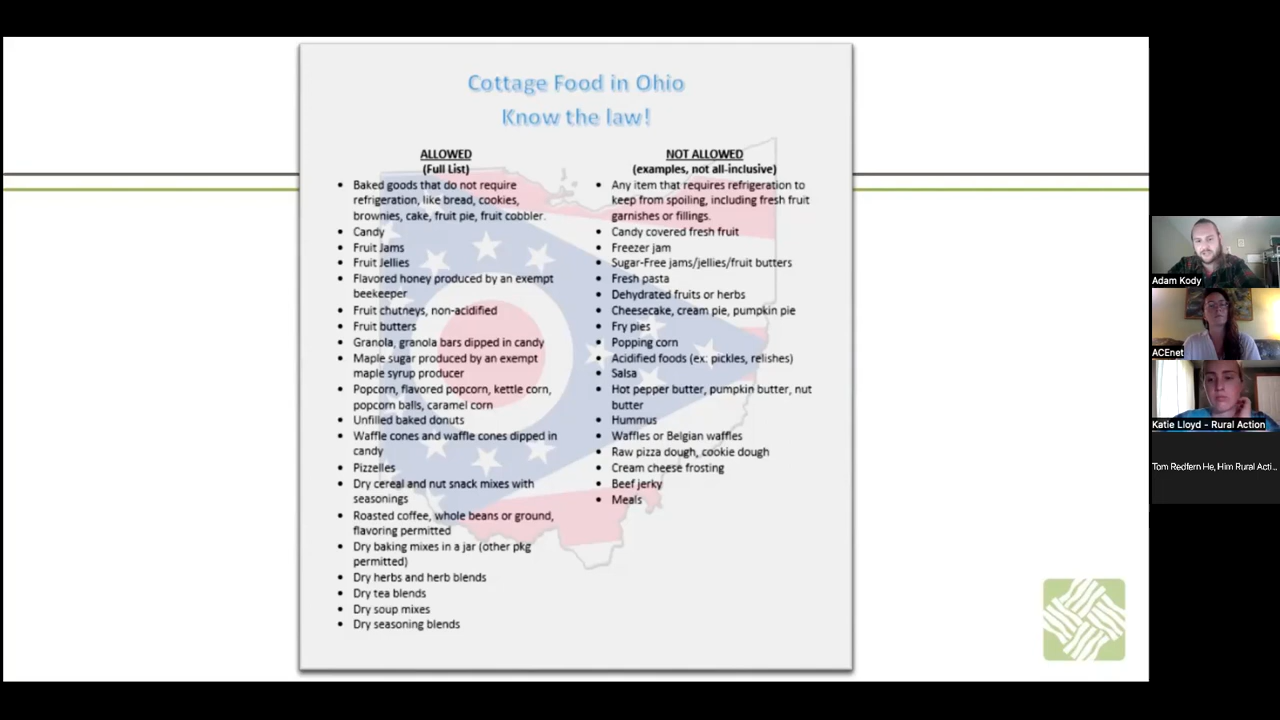 Cottage Food in Ohio
Know the law!
ALLOWED
(Full List)
Baked goods that do not require
refrigeration, like bread, cookies,
brownies, cake, fruit pie, fruit cobbler.
Candy
Fruit Jams
Fruit Jellies
Flavored honey produced by an exempt
beekeeper
Fruit chutneys, non-acidified
Fruit butters
Granola, granola bars dipped in candy
Maple sugar produced by an exempt
maple syrup producer
Popcorn, flavored popcorn, kettle corn,
popcorn balls, caramel corn
Unfilled baked donuts
Waffle cones and waffle cones dipped in
candy
Pizzelles
Dry cereal and nut snack mixes with
seasonings
Roasted coffee, whole beans or ground,
flavoring permitted
Dry baking mixes in a jar (other pkg
permitted)
Dry herbs and herb blends
Dry tea blends
Dry soup mixes
Dry seasoning blends
NOT ALLOWED
(examples, not all-inclusive)
Any item that requires refrigeration to
keep from spoiling, including fresh fruit
garnishes or fillings.
Candy covered fresh fruit
Freezer jam
Sugar-Free jams/jellies/fruit butters
Fresh pasta
Dehydrated fruits or herbs
Cheesecake, cream pie, pumpkin pie
Fry pies
Popping corn
Acidified foods (ex: pickles, relishes)
Salsa
Hot pepper butter, pumpkin butter, nut
butter
Hummus
Waffles or Belgian waffles
Raw pizza dough, cookie dough
Cream cheese frosting
Beef jerky
Meals
Adam Kody
ACEnet
Katie Lloyd - Rural Action
Tom Redfern He, Him Rural Acti...